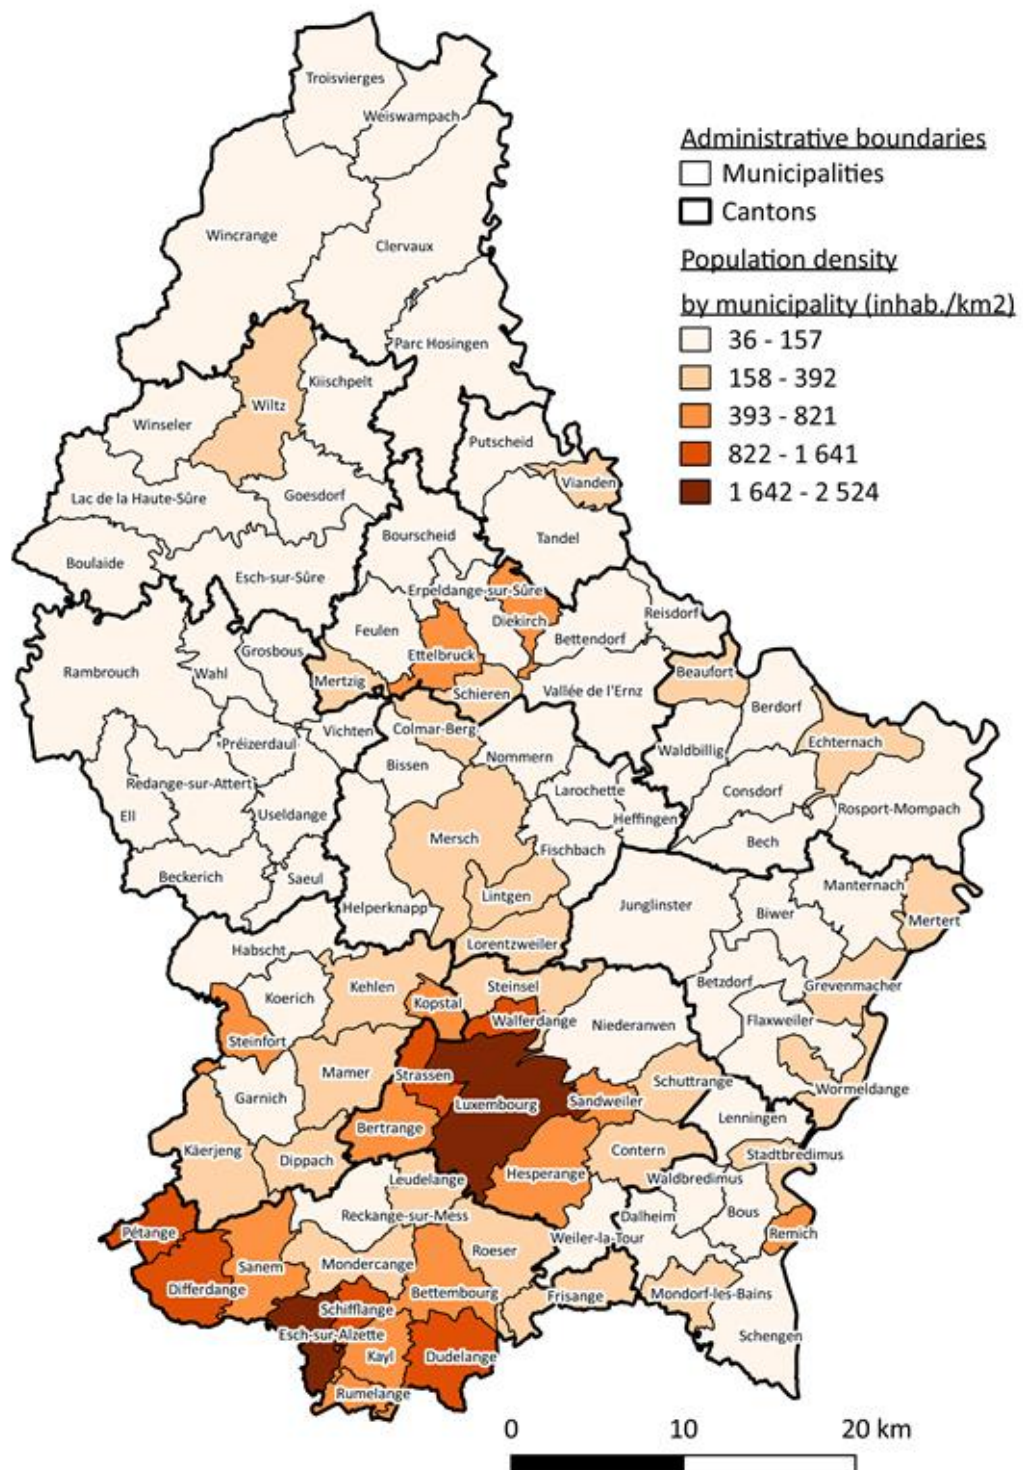 Troisvierges
Weiswampach
Administrative boundaries
Municipalities
Cantons
Population density
by municipality (inhab./km2)
36 - 157
158 - 392
393 - 821
822 - 1 641
1 642 - 2 524
Wincrange
Clervaux
Parc Hosingen
Kiischpelt
Wiltz
Winseler
Putscheid
Vianden
Lac de la Haute-Sûre
Goesdorf
Bourscheid
Tandel
Boulaide
Esch-sur-Sûre
Erpeldange-sur-Sûre
Reisdorf
Diekirch
Feulen
Bettendorf
Grosbous
Ettelbruck
Rambrouch
Wahl
Mertzig
Beaufort
Schieren
Vallée de l'Ernz
Berdorf
Vichten
Colmar-Berg
Préizerdaul
Echternach
Waldbillig
Nommern
Bissen
Redange-sur-Attert
Larochette
Consdorf
Rosport-Mompach
Ell
Useldange
Heffingen
Mersch
Bech
Fischbach
Beckerich
Saeul
Manternach
Lintgen
Junglinster
Helperknapp
Biwer
Mertert
Lorentzweiler
Habscht
Betzdorf
Kehlen
Steinsel
Grevenmacher
Koerich
Kopstal
Walferdange
Flaxweiler
Niederanven
Steinfort
Mamer
Strassen
Schuttrange
Wormeldange
Garnich
Luxembourg
Sandweiler
Lenningen
Bertrange
Käerjeng
Contern
Stadtbredimus
Dippach
Hesperange
Leudelange
Waldbredimus
Reckange-sur-Mess
Dalheim
Bous
Pétange
Remich
Weiler-la-Tour
Roeser
Mondercange
Sanem
Differdange
Bettembourg
Frisange
Mondorf-les-Bains
Schifflange
Esch-sur-Alzette
Schengen
Kayl
Dudelange
Rumelange
0 10 20 km